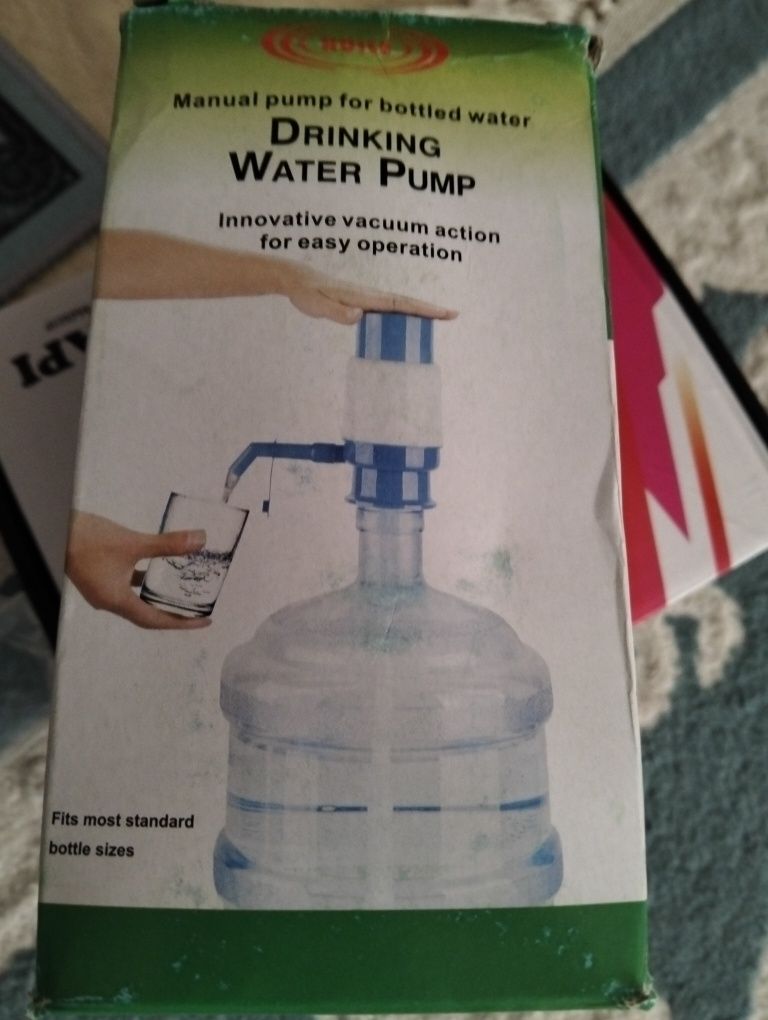 Manual pump for bottled water
DRINKING
WATER PUMP
Innovative vacuum action
for easy operation
API
Fits most standard
bottle sizes